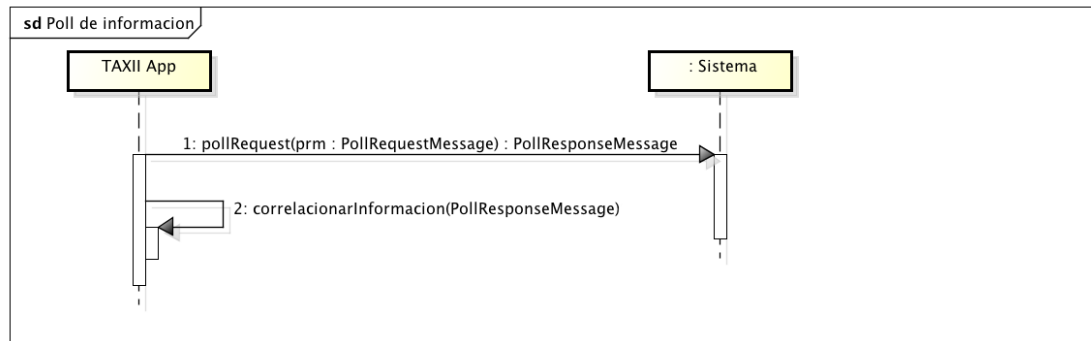 sd Poll de informacion
TAXII App
: Sistema
1: pollRequest(prm : PollRequestMessage) : PollResponseMessage
2: correlacionarInformacion(PollResponseMessage)